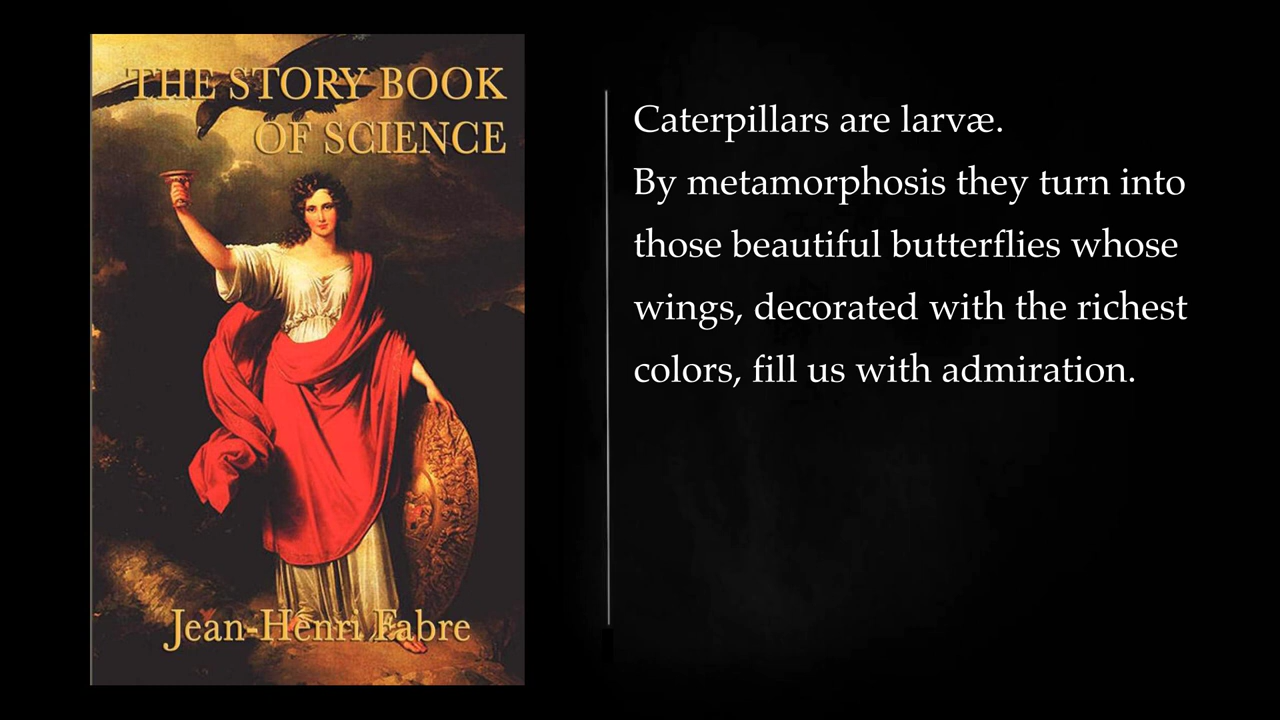 THE STORY BOOK
OF SCIENCE
Jean-Henri Fabre
Caterpillars are larvæ.
By metamorphosis they turn into
those beautiful butterflies whose
wings, decorated with the richest
colors, fill us with admiration.